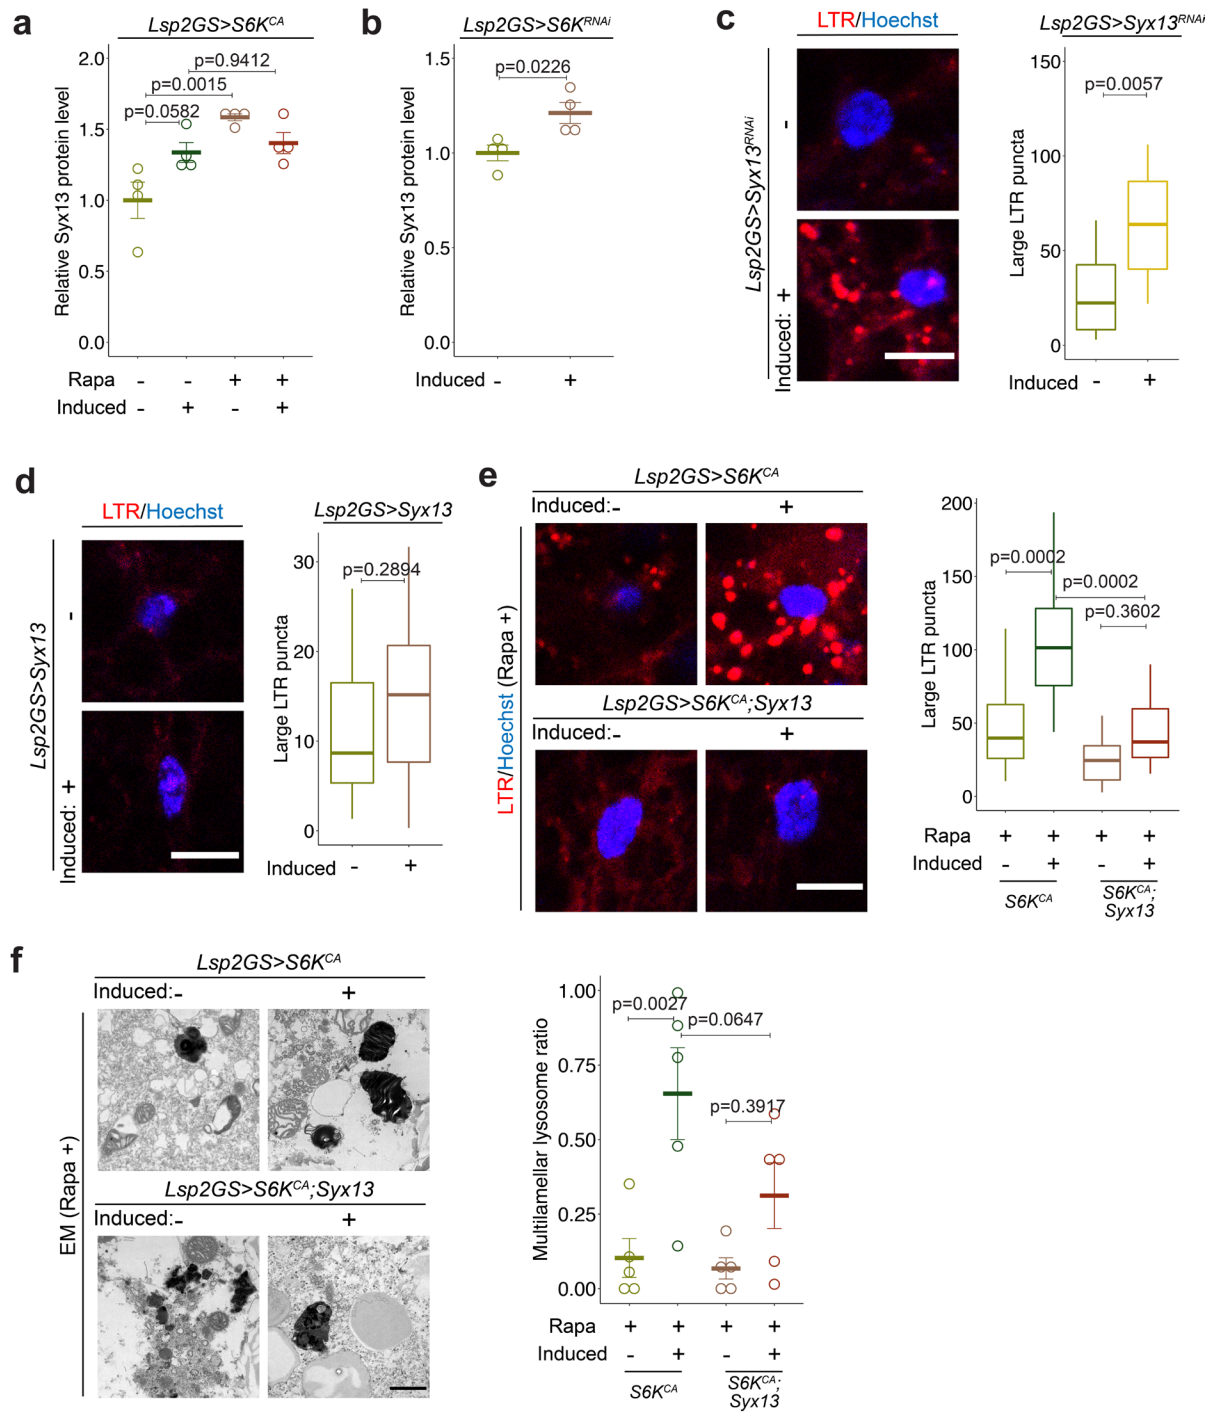 a
Lsp2GS>S6K^CA
Relative Syx13 protein level
2.0
1.5
1.0
0.5
0.0
p=0.9412
p=0.0015
p=0.0582
Rapa - - + +
Induced - + - +
b
Lsp2GS>S6K^RNAi
Relative Syx13 protein level
1.5
1.0
0.5
0.0
p=0.0226
Induced - +
c
LTR/Hoechst
Lsp2GS>Syx13^RNAi
Induced: + -
Lsp2GS>Syx13^RNAi
Large LTR puncta
150
100
50
0
p=0.0057
Induced - +
d
LTR/Hoechst
Lsp2GS>Syx13
Induced: + -
Lsp2GS>Syx13
Large LTR puncta
30
20
10
0
p=0.2894
Induced - +
e
Lsp2GS>S6K^CA
Induced:- +
LTR/Hoechst (Rapa +)
Lsp2GS>S6K^CA;Syx13
Induced:- +
Large LTR puncta
200
150
100
50
0
p=0.0002
p=0.0002
p=0.3602
Rapa + + + +
Induced - + - +
S6K^CA S6K^CA;
Syx13
f
Lsp2GS>S6K^CA
Induced:- +
EM (Rapa +)
Lsp2GS>S6K^CA;Syx13
Induced:- +
Multilamellar lysosome ratio
1.00
0.75
0.50
0.25
0.00
p=0.0027
p=0.0647
p=0.3917
Rapa + + + +
Induced - + - +
S6K^CA S6K^CA;
Syx13